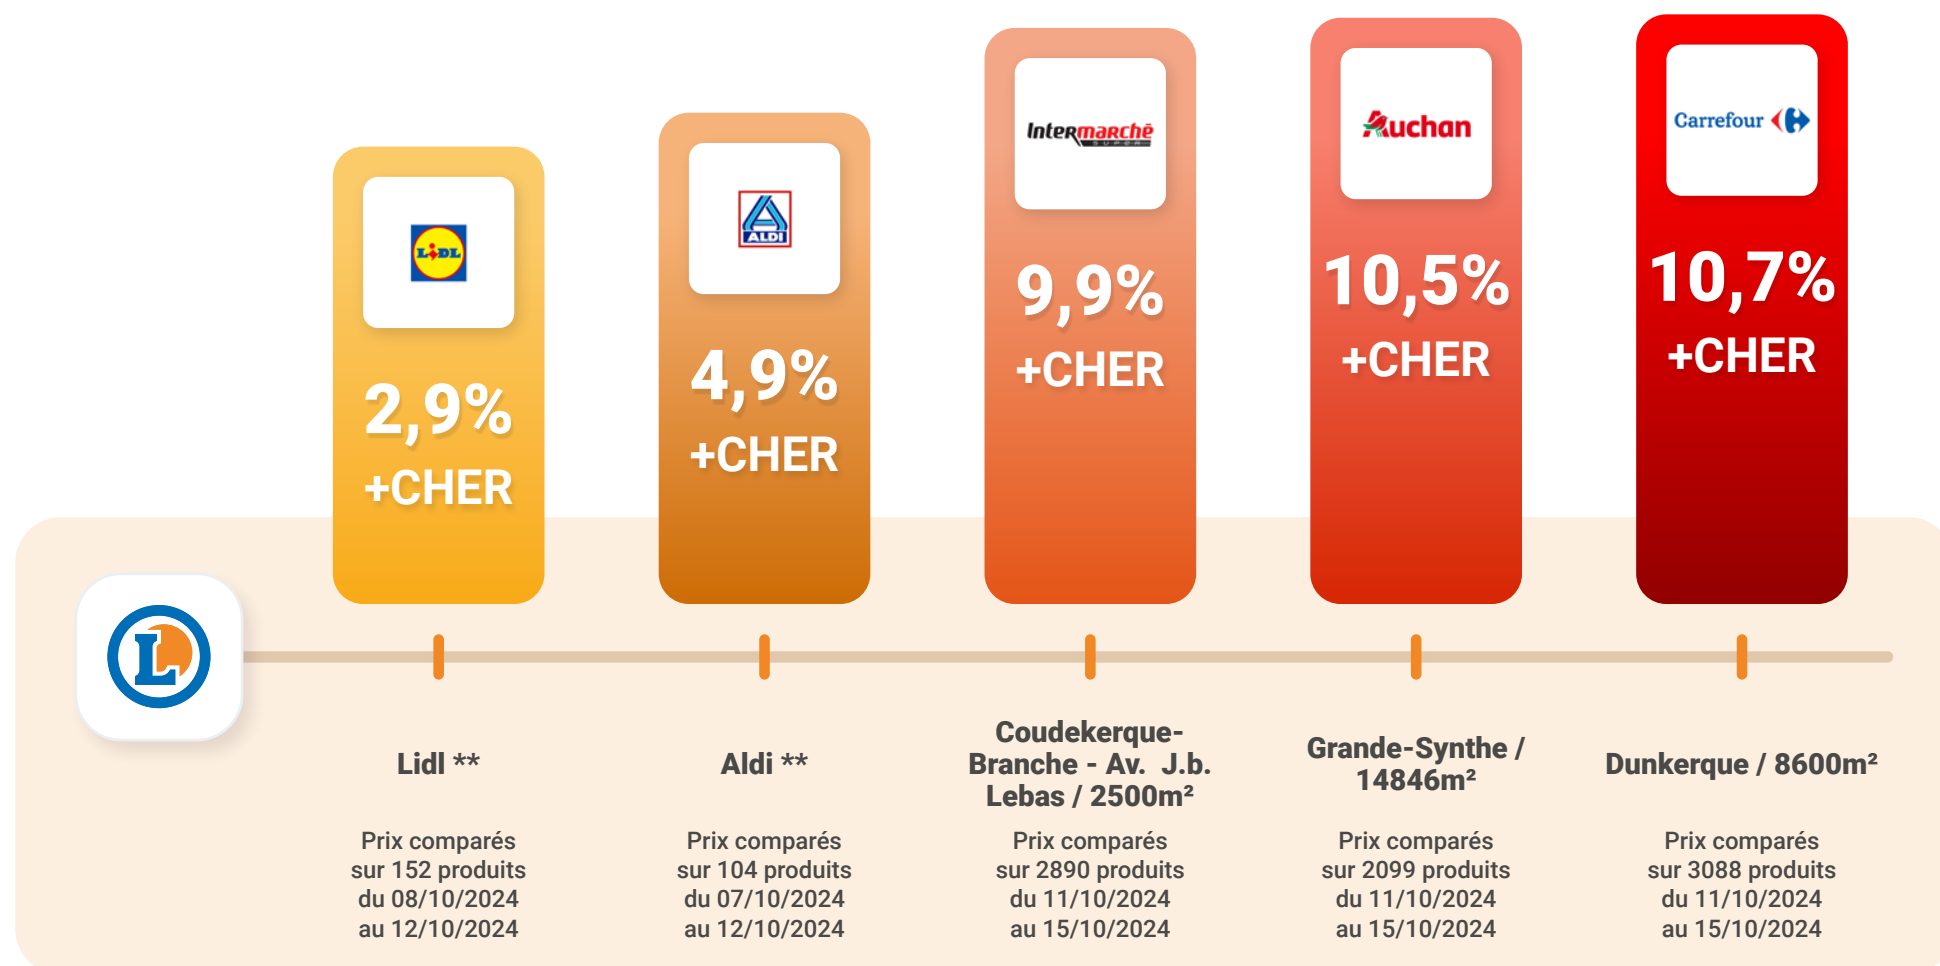 LIDL
2,9%
+CHER
ALDI
4,9%
+CHER
Intermarchē
SUPER
9,9%
+CHER
Auchan
10,5%
+CHER
Carrefour
10,7%
+CHER
L
Lidl **
Prix comparés
sur 152 produits
du 08/10/2024
au 12/10/2024
Aldi **
Prix comparés
sur 104 produits
du 07/10/2024
au 12/10/2024
Coudekerque-
Branche - Av. J.b.
Lebas / 2500m²
Prix comparés
sur 2890 produits
du 11/10/2024
au 15/10/2024
Grande-Synthe /
14846m²
Prix comparés
sur 2099 produits
du 11/10/2024
au 15/10/2024
Dunkerque / 8600m²
Prix comparés
sur 3088 produits
du 11/10/2024
au 15/10/2024